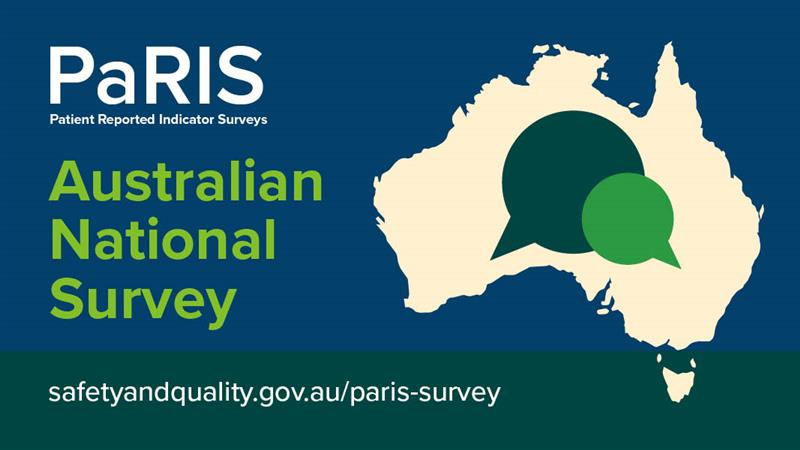 PaRIS
Patient Reported Indicator Surveys
Australian
National
Survey
safetyandquality.gov.au/paris-survey